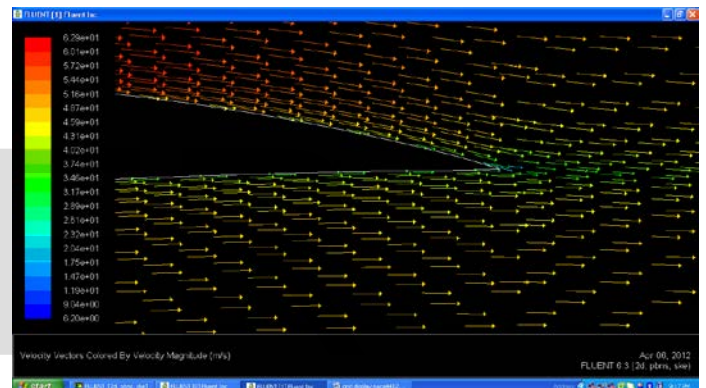 FLUENT [1] Fluent Inc
6.29e+01
6.01e+01
5.72e+01
5.44e+01
5.16e+01
4.87e+01
4.59e+01
4.31e+01
4.02e+01
3.74e+01
3.46e+01
3.17e+01
2.89e+01
2.61e+01
2.32e+01
2.04e+01
1.75e+01
1.47e+01
1.19e+01
9.04e+00
6.20e+00
Velocity Vectors Colored By Velocity Magnitude (m/s)
Apr 08, 2012
FLUENT 6.3 (2d, pbns, ske)
start